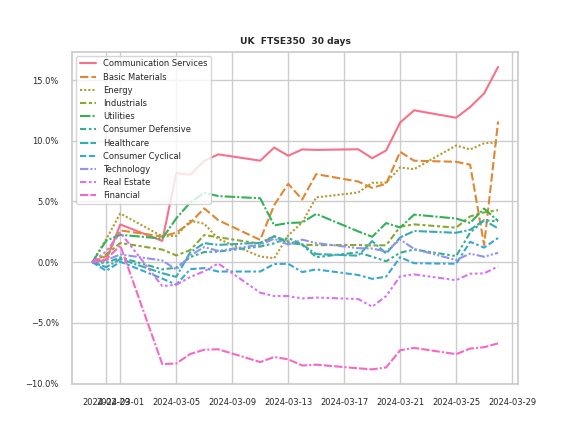 UK  FTSE350  30 days
Communication Services
Basic Materials
Energy
Industrials
Utilities
Consumer Defensive
Healthcare
Consumer Cyclical
Technology
Real Estate
Financial
15.0%
10.0%
5.0%
0.0%
−5.0%
−10.0%
2024-03-01 2024-03-05 2024-03-09 2024-03-13 2024-03-17 2024-03-21 2024-03-25 2024-03-29